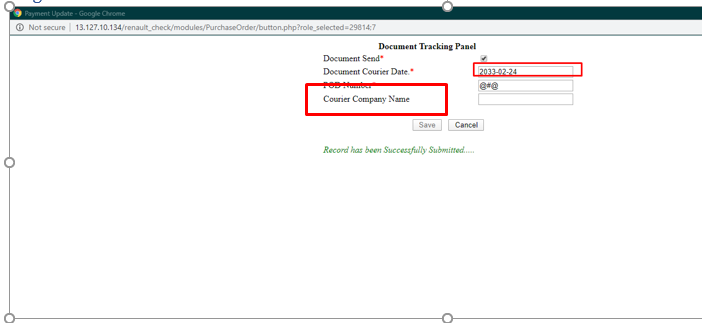 Payment Update - Google Chrome
Not secure | 13.127.10.134/renault_check/modules/PurchaseOrder/button.php?role_selected=29814;7
Document Tracking Panel
Document Send*
Document Courier Date.* 2033-02-24
POD Number* @#@
Courier Company Name
Save Cancel
Record has been Successfully Submitted.....